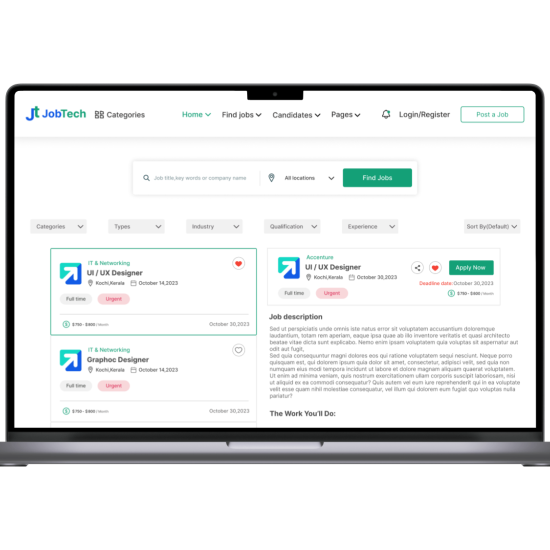 JobTech
Categories
Home
Find jobs
Candidates
Pages
Login/Register
Post a Job
Job title,key words or company name
All locations
Find Jobs
Categories
Types
Industry
Qualification
Experience
Sort By(Default)
IT & Networking
UI / UX Designer
Kochi,Kerala
October 14,2023
Full time
Urgent
$ 750 - $ 800 / Month
October 30,2023
IT & Networking
Graphoc Designer
Kochi,Kerala
October 14,2023
Full time
Urgent
$ 750 - $ 800 / Month
October 30,2023
Accenture
UI / UX Designer
Kochi,Kerala
October 30,2023
Full time
Urgent
Apply Now
Deadline date: October 30,2023
$ 750 - $ 800 / Month
Job description
Sed ut perspiciatis unde omnis iste natus error sit voluptatem accusantium doloremque
laudantium, totam rem aperiam, eaque ipsa quae ab illo inventore veritatis et quasi architecto
beatae vitae dicta sunt explicabo. Nemo enim ipsam voluptatem quia voluptas sit aspernatur aut
odit aut fugit,
Sed quia consequuntur magni dolores eos qui ratione voluptatem sequi nesciunt. Neque porro
quisquam est, qui dolorem ipsum quia dolor sit amet, consectetur, adipisci velit, sed quia non
numquam eius modi tempora incidunt ut labore et dolore magnam aliquam quaerat voluptatem.
Ut enim ad minima veniam, quis nostrum exercitationem ullam corporis suscipit laboriosam, nisi
ut aliquid ex ea commodi consequatur? Quis autem vel eum iure reprehenderit qui in ea voluptate
velit esse quam nihil molestiae consequatur, vel illum qui dolorem eum fugiat quo voluptas nulla
pariatur?
The Work You'll Do: